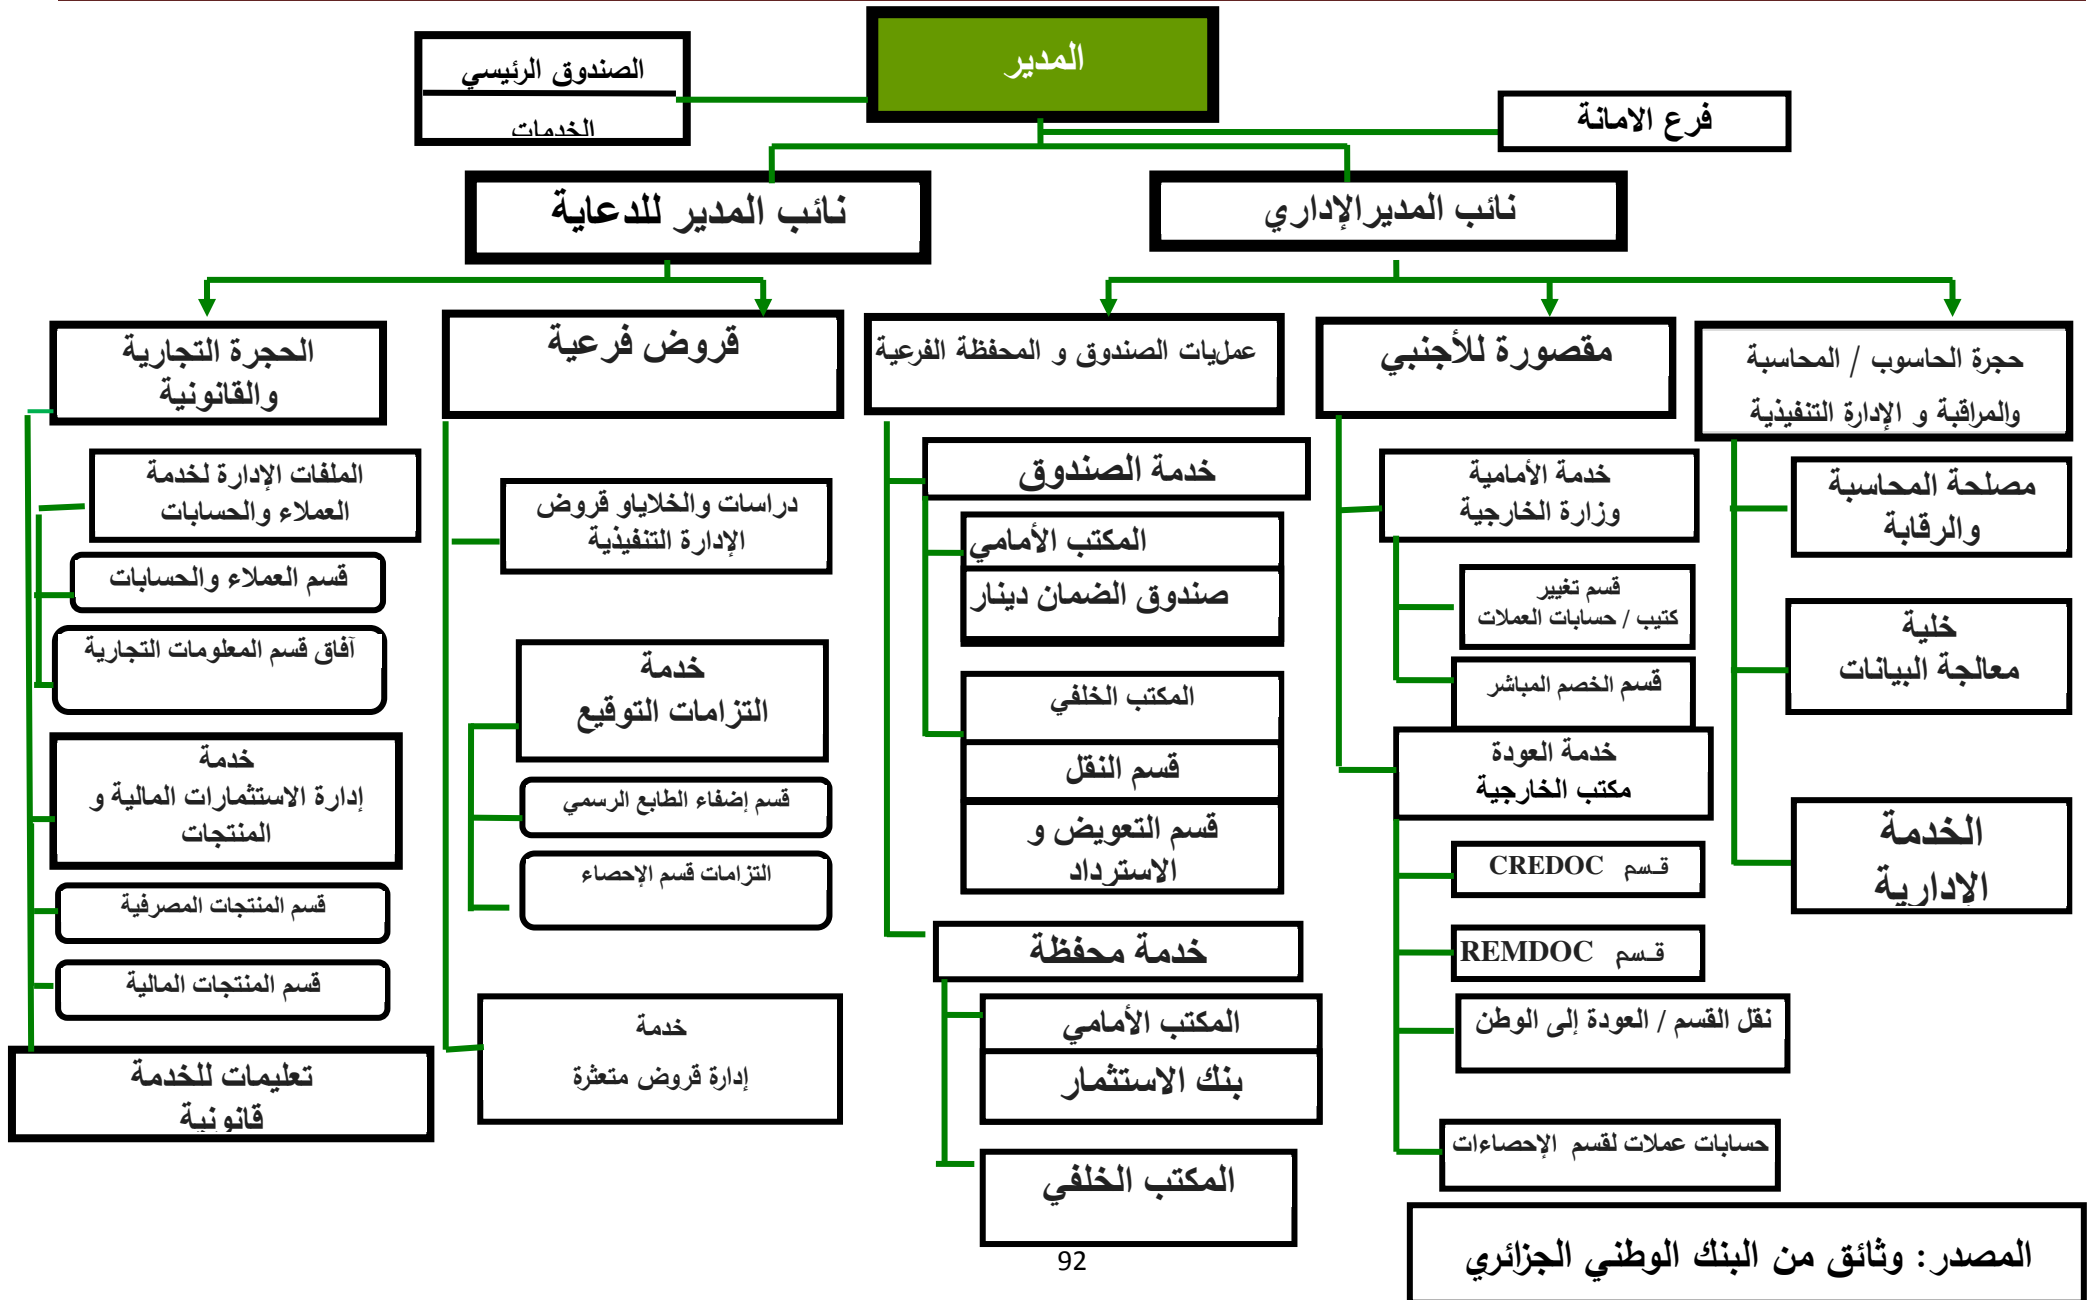 المدير
الصندوق الرئيسي
الخدمات
فرع الامانة
نائب المدير الإداري
نائب المدير للدعاية
حجرة الحاسوب / المحاسبة
والمراقبة و الإدارة التنفيذية
مصلحة المحاسبة
والرقابة
خلية
معالجة البيانات
الخدمة
الإدارية
مقصورة للأجنبي
خدمة الأمامية
وزارة الخارجية
قسم تغيير
كتيب / حسابات العملات
قسم الخصم المباشر
خدمة العودة
مكتب الخارجية
قسم CREDOC
قسم REMDOC
نقل القسم / العودة إلى الوطن
حسابات عملات لقسم الإحصاءات
عمليات الصندوق و المحفظة الفرعية
خدمة الصندوق
المكتب الأمامي
صندوق الضمان دينار
المكتب الخلفي
قسم النقل
قسم التعويض و
الاسترداد
خدمة محفظة
المكتب الأمامي
بنك الاستثمار
المكتب الخلفي
قروض فرعية
دراسات والخلاياو قروض
الإدارة التنفيذية
خدمة
التزامات التوقيع
قسم إضفاء الطابع الرسمي
التزامات قسم الإحصاء
خدمة
إدارة قروض متعثرة
الحجرة التجارية
والقانونية
الملفات الإدارة لخدمة
العملاء والحسابات
قسم العملاء والحسابات
آفاق قسم المعلومات التجارية
خدمة
إدارة الاستثمارات المالية و
المنتجات
قسم المنتجات المصرفية
قسم المنتجات المالية
تعليمات للخدمة
قانونية
المصدر: وثائق من البنك الوطني الجزائري
92